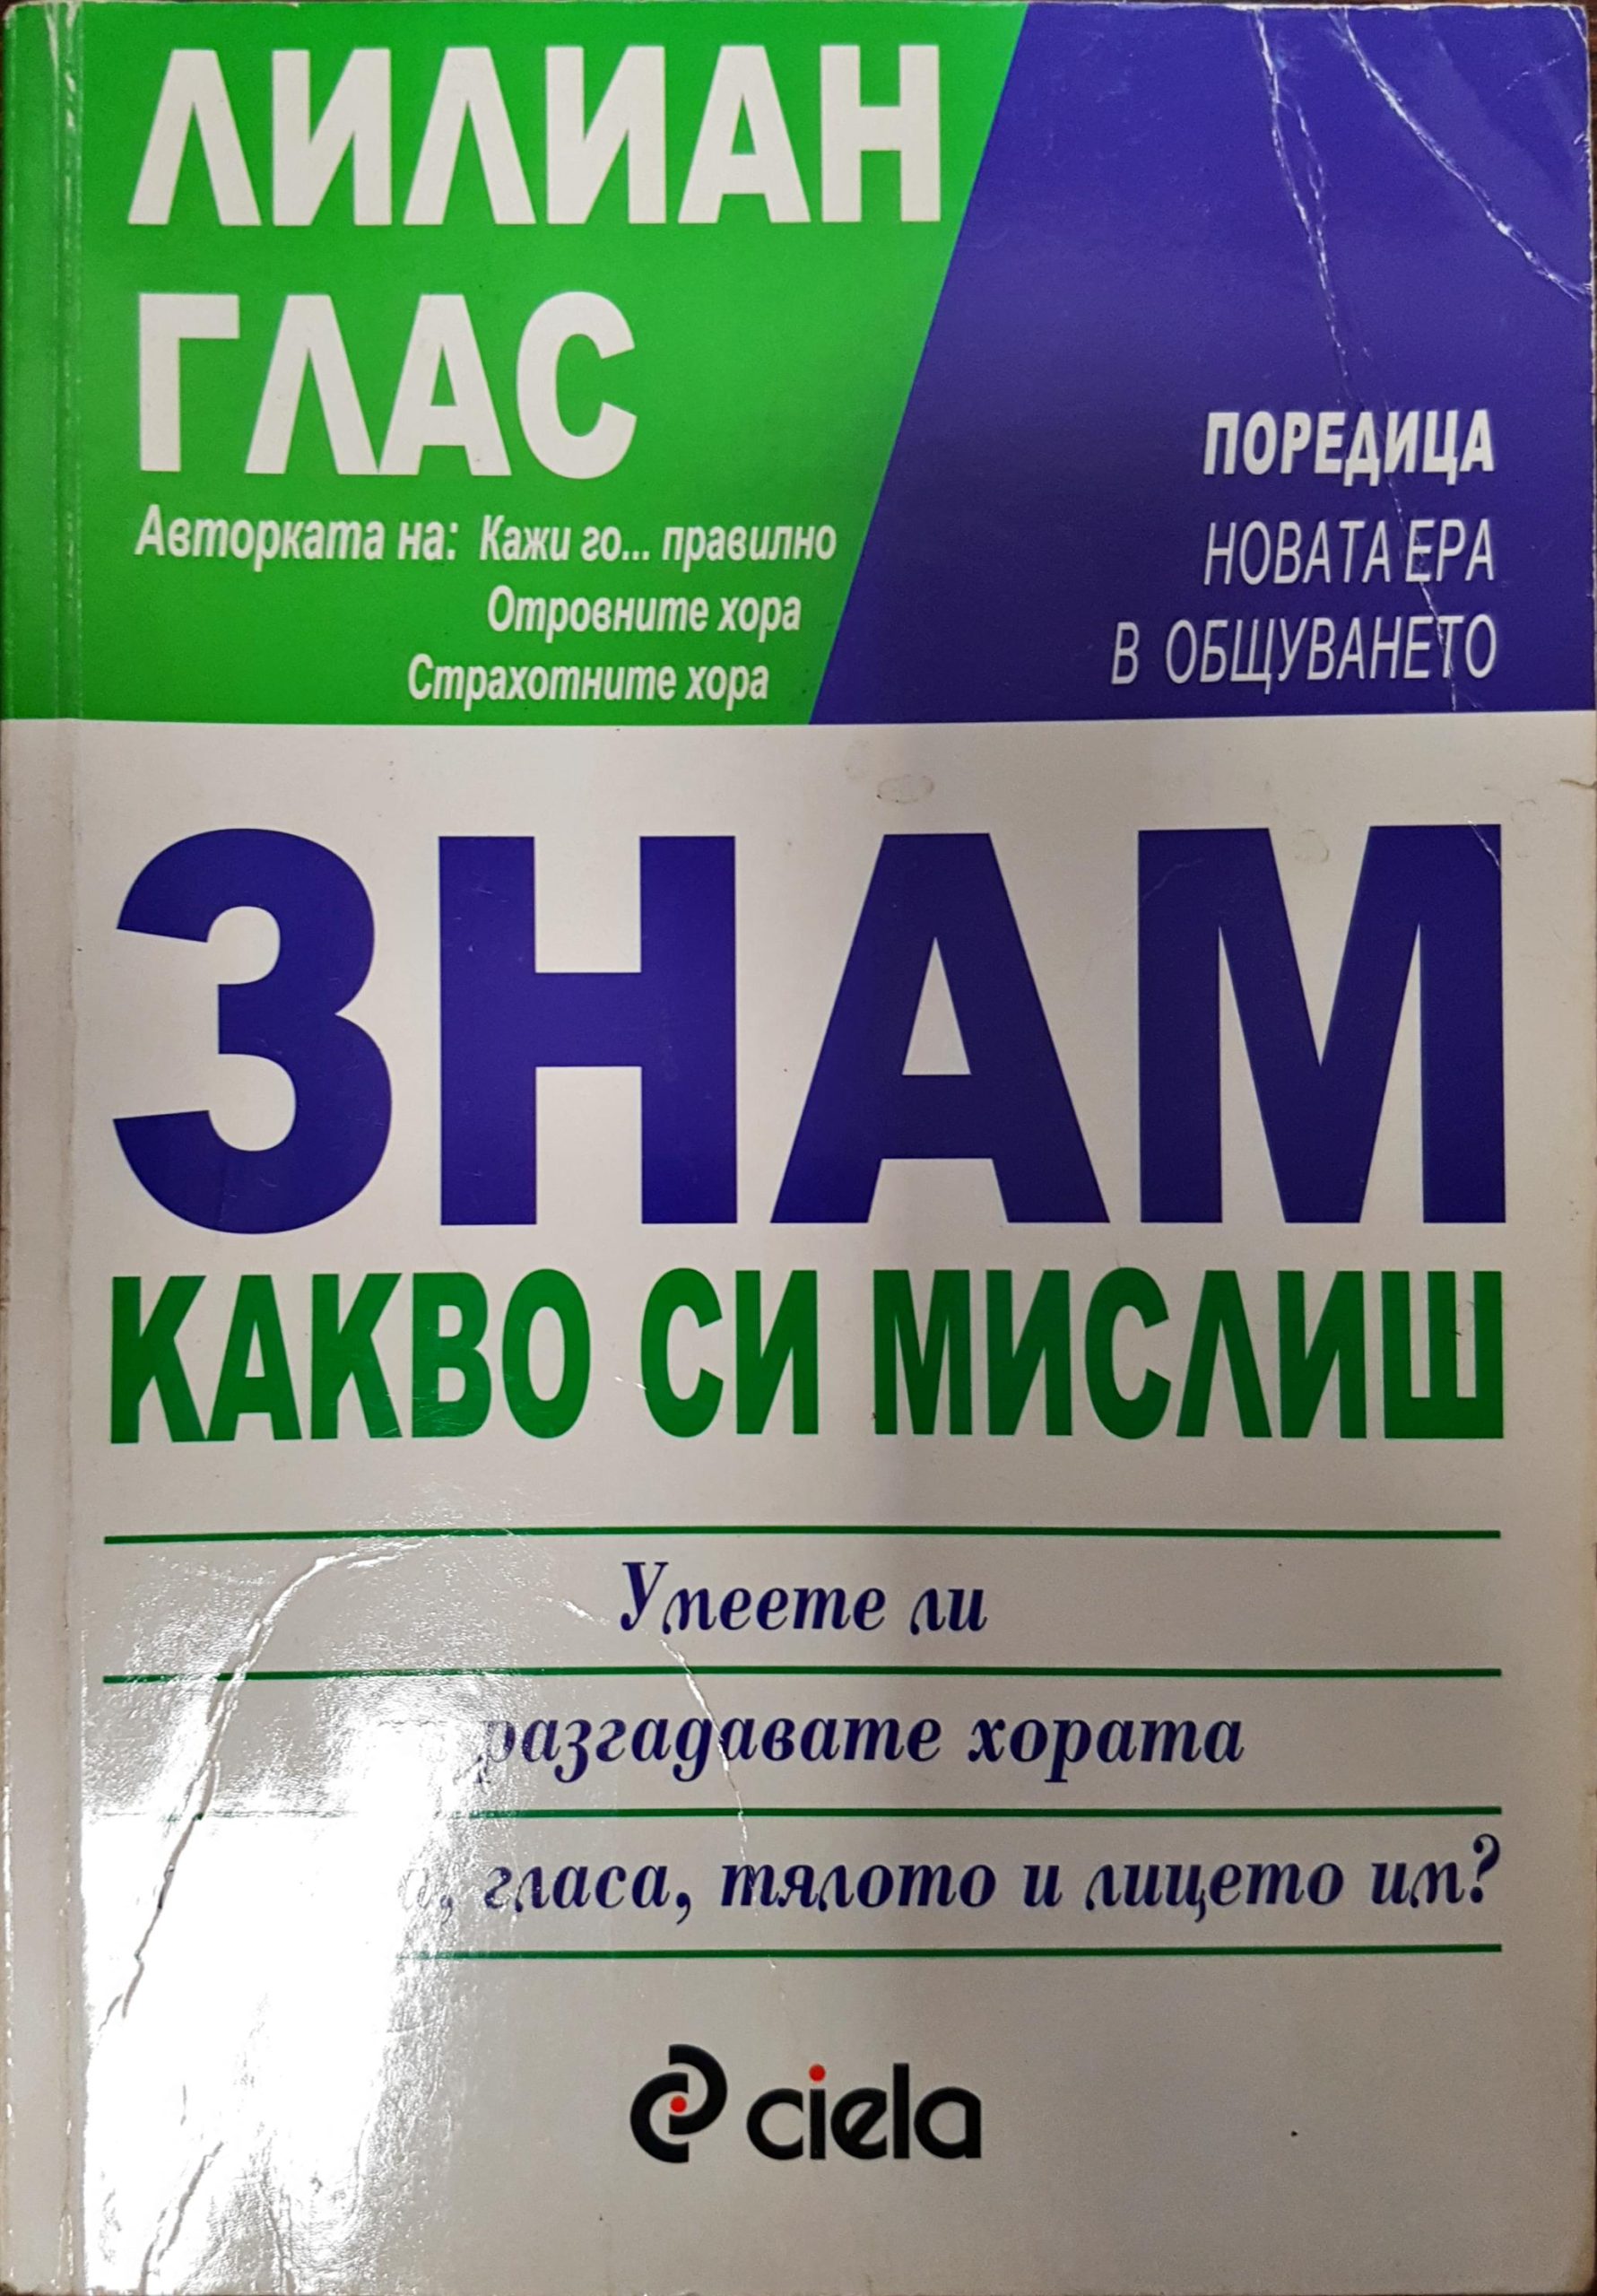 ЛИЛИАН
ГЛАС
Авторката на: Кажи го... правилно
Отровните хора
Страхотните хора
ПОРЕДИЦА
НОВАТА ЕРА
В ОБЩУВАНЕТО
ЗНАМ
КАКВО СИ МИСЛИШ
Умеете ли
разгадавате хората
гласа, тялото и лицето им?
ciela